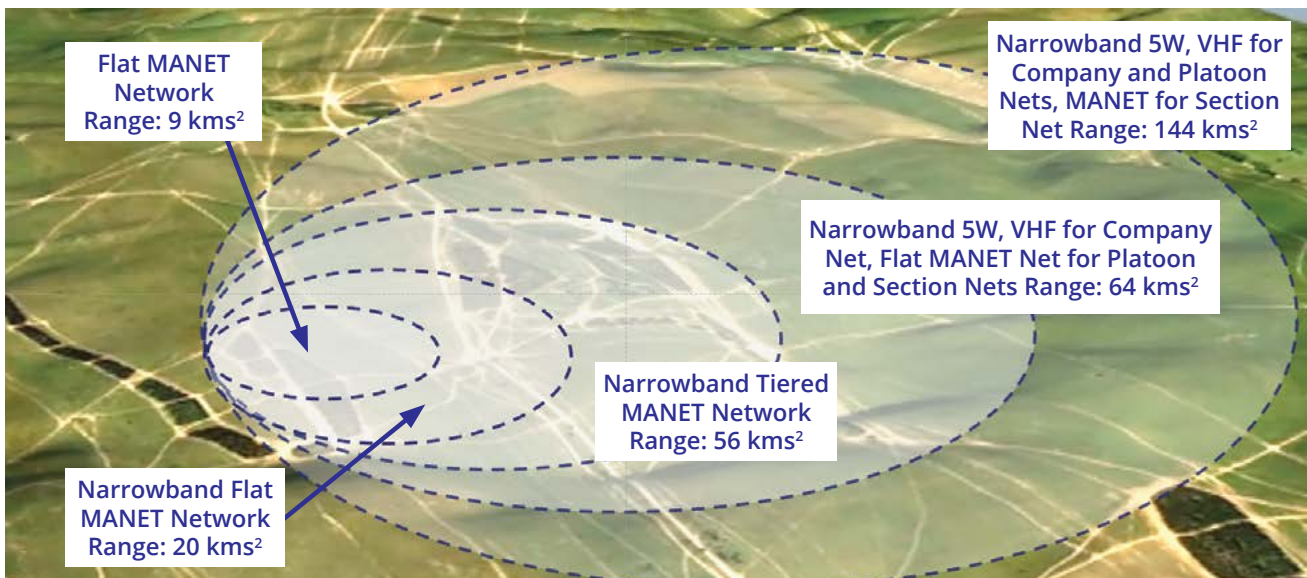 Flat MANET
Network
Range: 9 kms²
Narrowband 5W, VHF for
Company and Platoon
Nets, MANET for Section
Net Range: 144 kms²
Narrowband 5W, VHF for Company
Net, Flat MANET Net for Platoon
and Section Nets Range: 64 kms²
Narrowband Tiered
MANET Network
Range: 56 kms²
Narrowband Flat
MANET Network
Range: 20 kms²